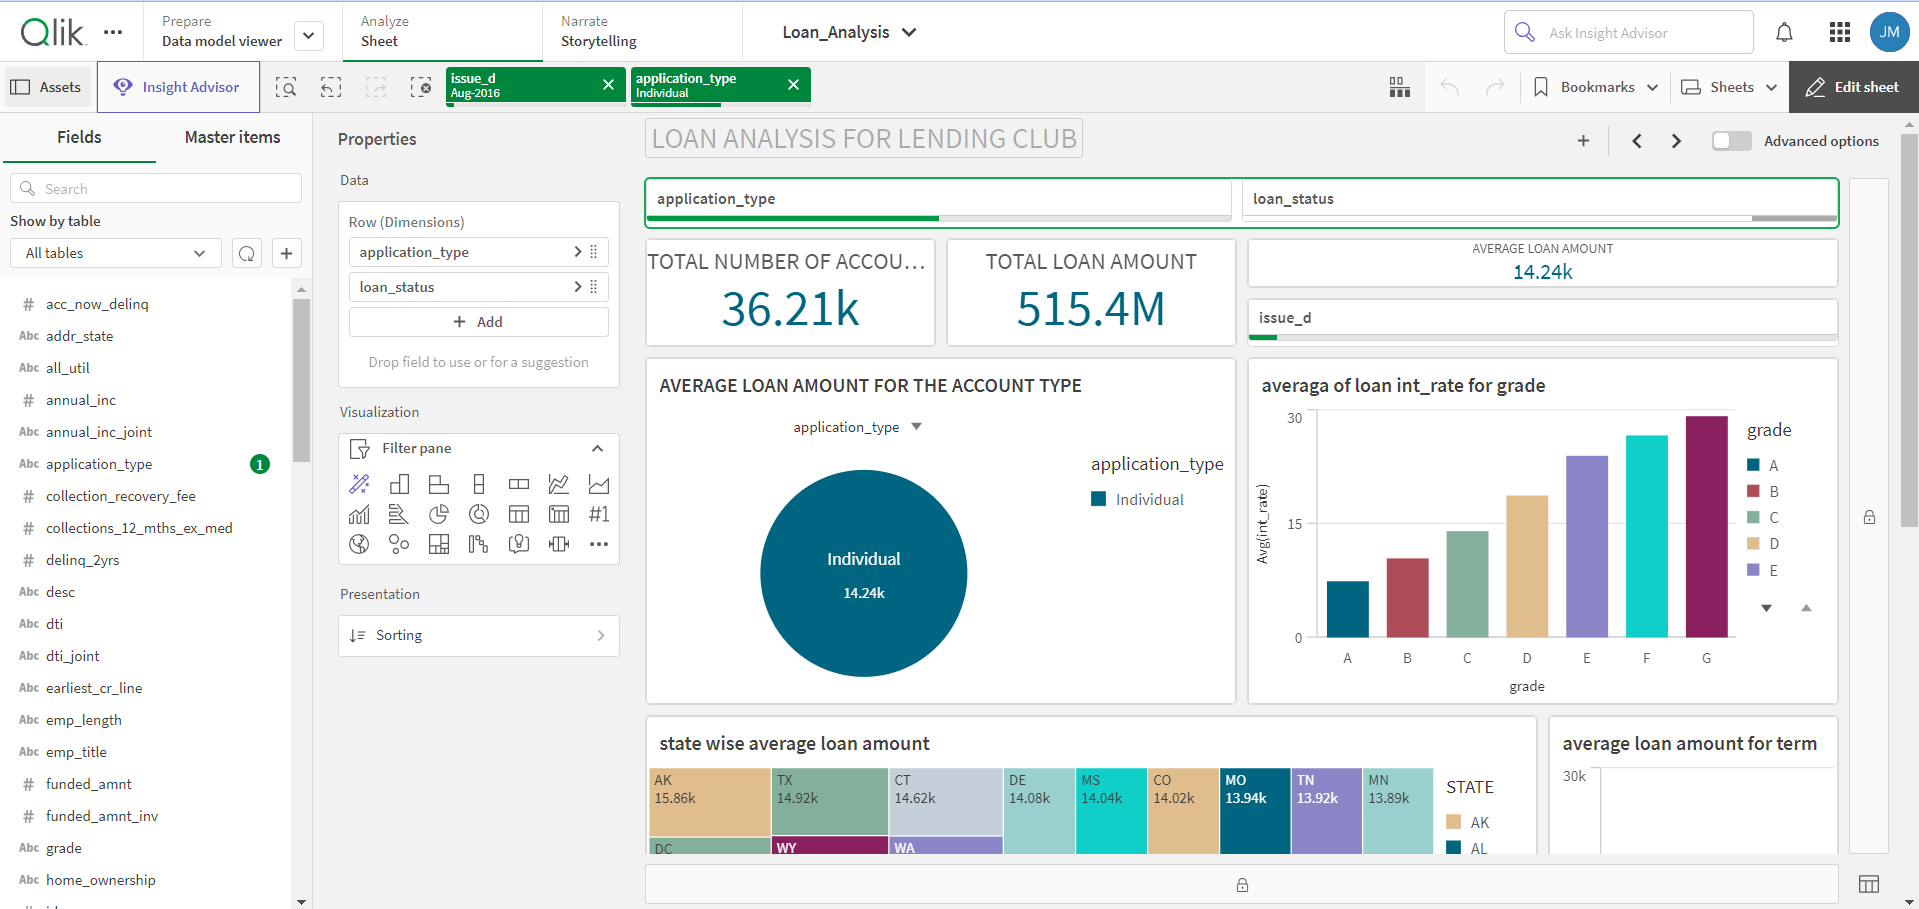 Qlik
Prepare
Data model viewer
Analyze
Sheet
Narrate
Storytelling
Loan_Analysis
Ask Insight Advisor
JM
Assets
Insight Advisor
issue_d
Aug-2016
application_type
Individual
Bookmarks
Sheets
Edit sheet
Fields
Master items
Search
Show by table
All tables
# acc_now_delinq
Abc addr_state
Abc all_util
# annual_inc
Abc annual_inc_joint
Abc application_type 1
# collection_recovery_fee
# collections_12_mths_ex_med
# delinq_2yrs
Abc desc
Abc dti
Abc dti_joint
Abc earliest_cr_line
Abc emp_length
Abc emp_title
# funded_amnt
# funded_amnt_inv
Abc grade
Abc home_ownership
Properties
Data
Row (Dimensions)
application_type
loan_status
+ Add
Drop field to use or for a suggestion
Visualization
Filter pane
#1
Presentation
Sorting
LOAN ANALYSIS FOR LENDING CLUB
Advanced options
application_type
loan_status
TOTAL NUMBER OF ACCOU...
36.21k
TOTAL LOAN AMOUNT
515.4M
AVERAGE LOAN AMOUNT
14.24k
issue_d
AVERAGE LOAN AMOUNT FOR THE ACCOUNT TYPE
application_type
application_type
Individual
Individual
14.24k
averaga of loan int_rate for grade
30
15
0
Avg(int_rate)
A B C D E F G
grade
grade
A
B
C
D
E
state wise average loan amount
AK
15.86k
TX
14.92k
CT
14.62k
DE
14.08k
MS
14.04k
CO
14.02k
MO
13.94k
TN
13.92k
MN
13.89k
DC
WY
WA
STATE
AK
AL
average loan amount for term
30k